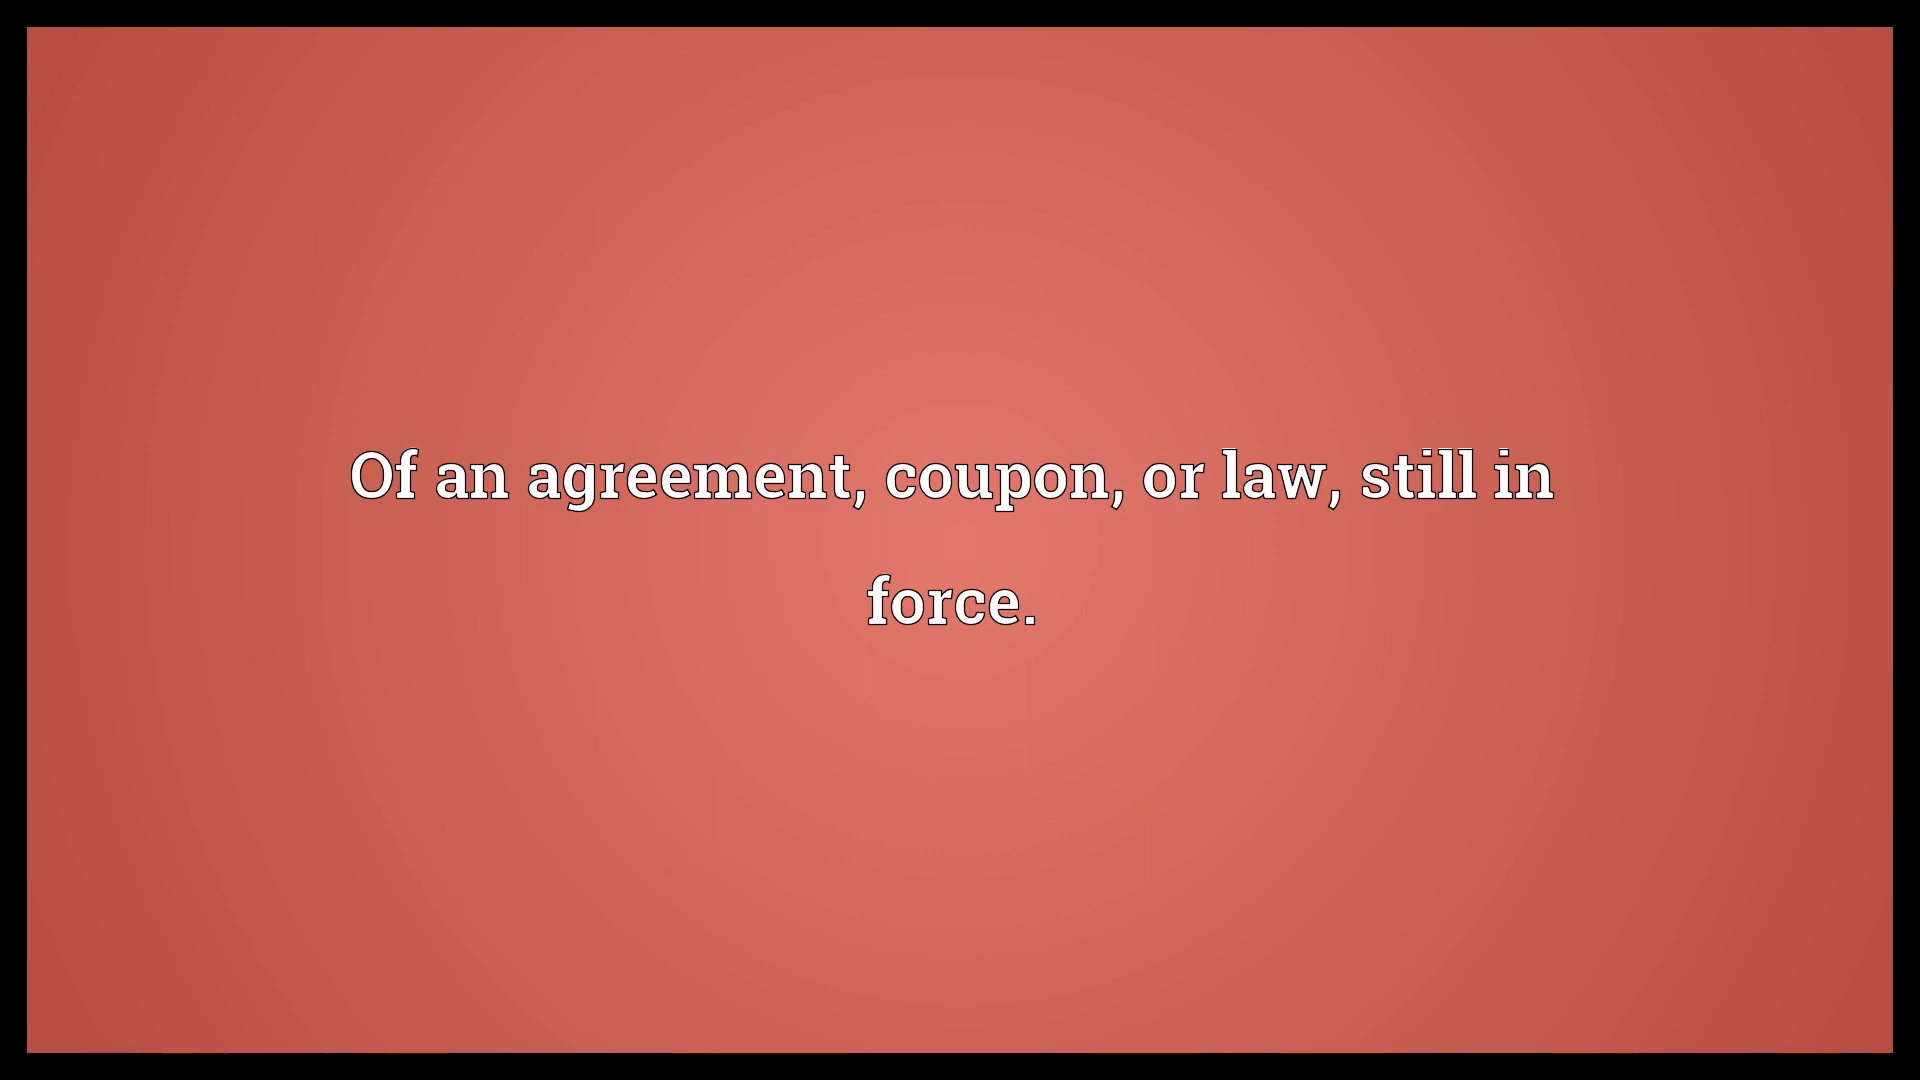 Of an agreement, coupon, or law, still in
force.